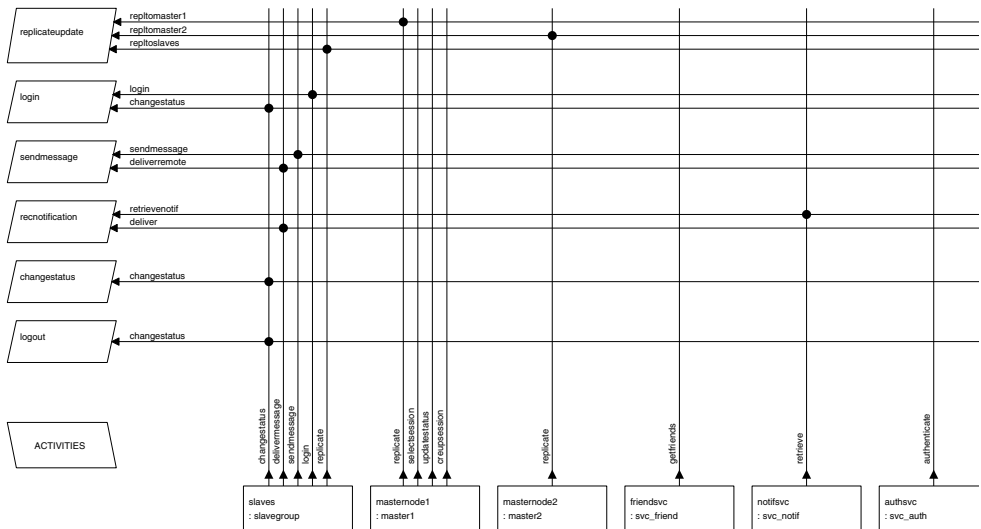 repltomaster1
replicateupdate
repltomaster2
repltoslaves
login
login
changestatus
sendmessage
sendmessage
deliverremote
retrievenotif
recnotification
deliver
changestatus
changestatus
logout
changestatus
ACTIVITIES
changestatus
delivermessage
sendmessage
login
replicate
replicate
selectsession
updatestatus
creupsession
replicate
getfriends
retrieve
authenticate
slaves
: slavegroup
masternode1
: master1
masternode2
: master2
friendsvc
: svc_friend
notifsvc
: svc_notif
authsvc
: svc_auth